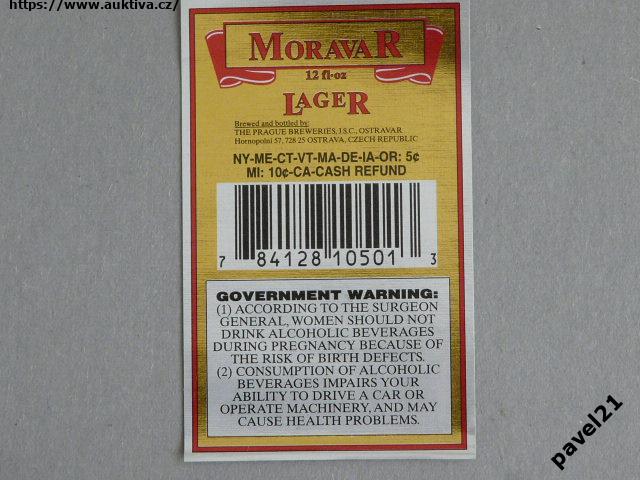 https://www.auktiva.cz/
MORAVAR
12 fl·oz
LAGER
Brewed and bottled by:
THE PRAGUE BREWERIES, J.S.C., OSTRAVAR
Hornopolní 57, 728 25 OSTRAVA, CZECH REPUBLIC
NY-ME-CT-VT-MA-DE-IA-OR: 5¢
MI: 10¢-CA-CASH REFUND
7 84128 10501 3
GOVERNMENT WARNING:
(1) ACCORDING TO THE SURGEON
GENERAL, WOMEN SHOULD NOT
DRINK ALCOHOLIC BEVERAGES
DURING PREGNANCY BECAUSE OF
THE RISK OF BIRTH DEFECTS.
(2) CONSUMPTION OF ALCOHOLIC
BEVERAGES IMPAIRS YOUR
ABILITY TO DRIVE A CAR OR
OPERATE MACHINERY, AND MAY
CAUSE HEALTH PROBLEMS.
pavel21